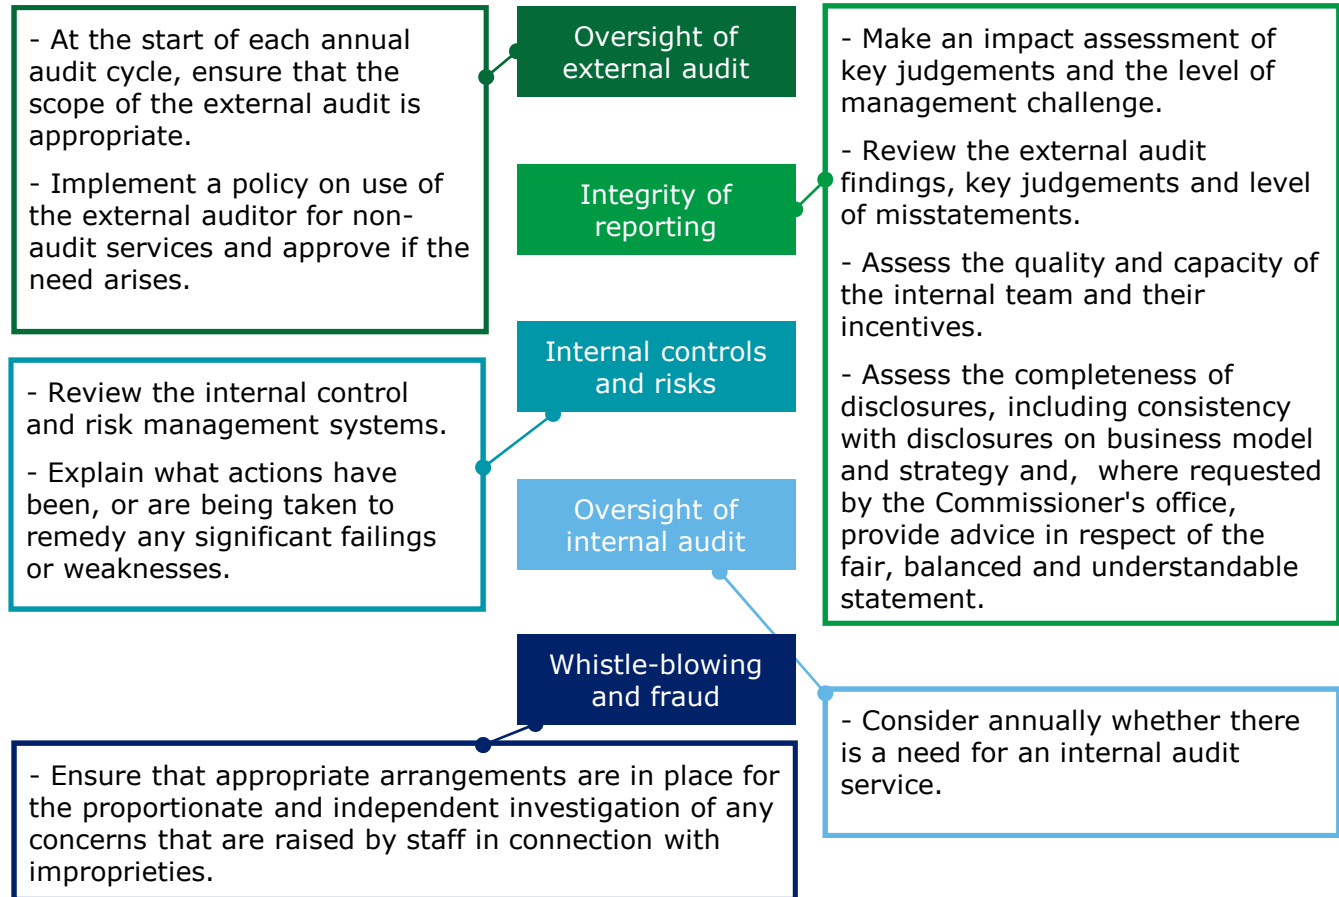 Oversight of
external audit
- At the start of each annual
audit cycle, ensure that the
scope of the external audit is
appropriate.
- Implement a policy on use of
the external auditor for non-
audit services and approve if the
need arises.
Integrity of
reporting
- Make an impact assessment of
key judgements and the level of
management challenge.
- Review the external audit
findings, key judgements and level
of misstatements.
- Assess the quality and capacity of
the internal team and their
incentives.
- Assess the completeness of
disclosures, including consistency
with disclosures on business model
and strategy and,  where requested
by the Commissioner's office,
provide advice in respect of the
fair, balanced and understandable
statement.
Internal controls
and risks
- Review the internal control
and risk management systems.
- Explain what actions have
been, or are being taken to
remedy any significant failings
or weaknesses.
Oversight of
internal audit
- Consider annually whether there
is a need for an internal audit
service.
Whistle-blowing
and fraud
- Ensure that appropriate arrangements are in place for
the proportionate and independent investigation of any
concerns that are raised by staff in connection with
improprieties.